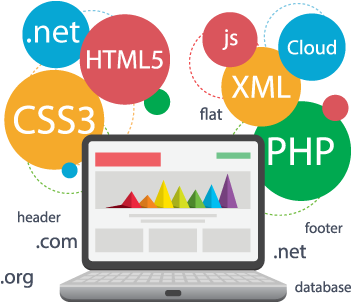 .net
HTML5
CSS3
js
Cloud
XML
flat
PHP
header
.com
.org
footer
.net
database